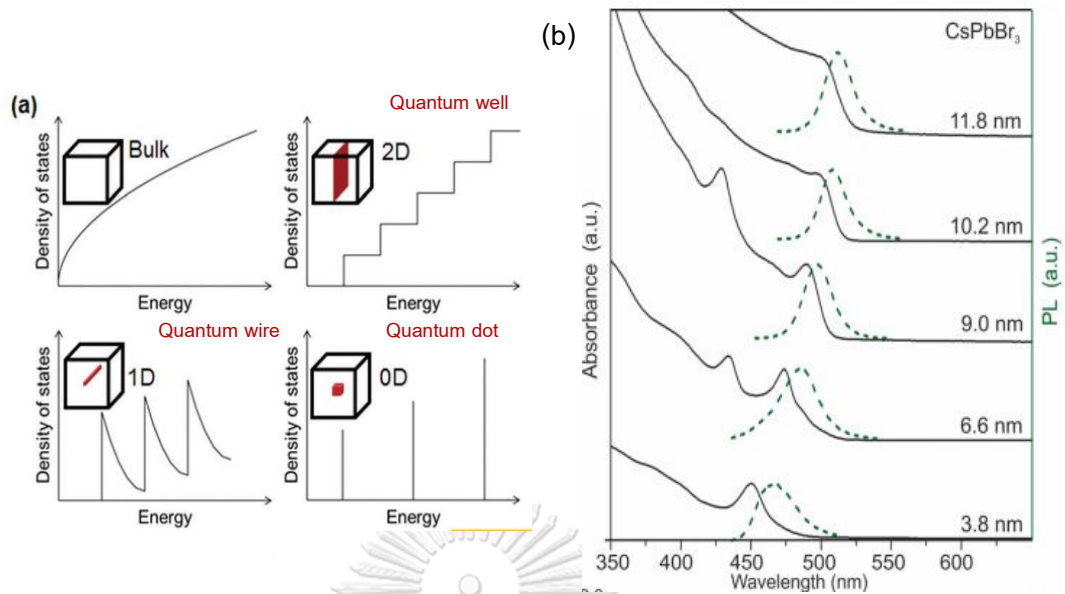 (a)
Density of states
Bulk
Energy
Quantum well
Density of states
2D
Energy
Quantum wire
Density of states
1D
Energy
Quantum dot
Density of states
0D
Energy
(b)
CsPbBr₃
11.8 nm
10.2 nm
9.0 nm
6.6 nm
3.8 nm
Absorbance (a.u.)
PL (a.u.)
350 400 450 500 550 600
Wavelength (nm)